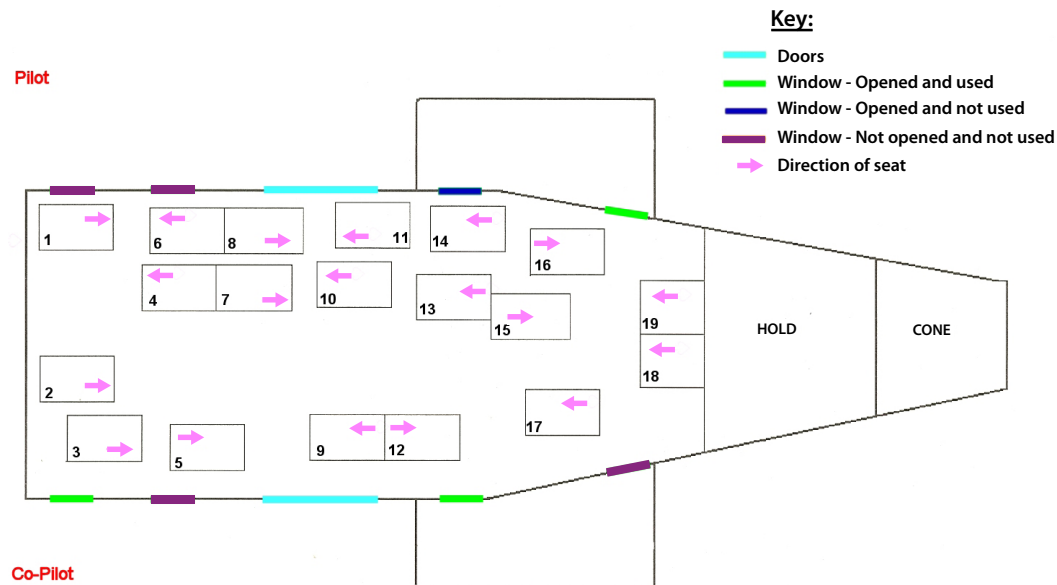 Key:
Doors
Pilot
Window - Opened and used
Window - Opened and not used
Window - Not opened and not used
Direction of seat
1
6
8
11
14
16
4
7
10
13
15
19
HOLD
CONE
18
2
17
3
5
9
12
Co-Pilot